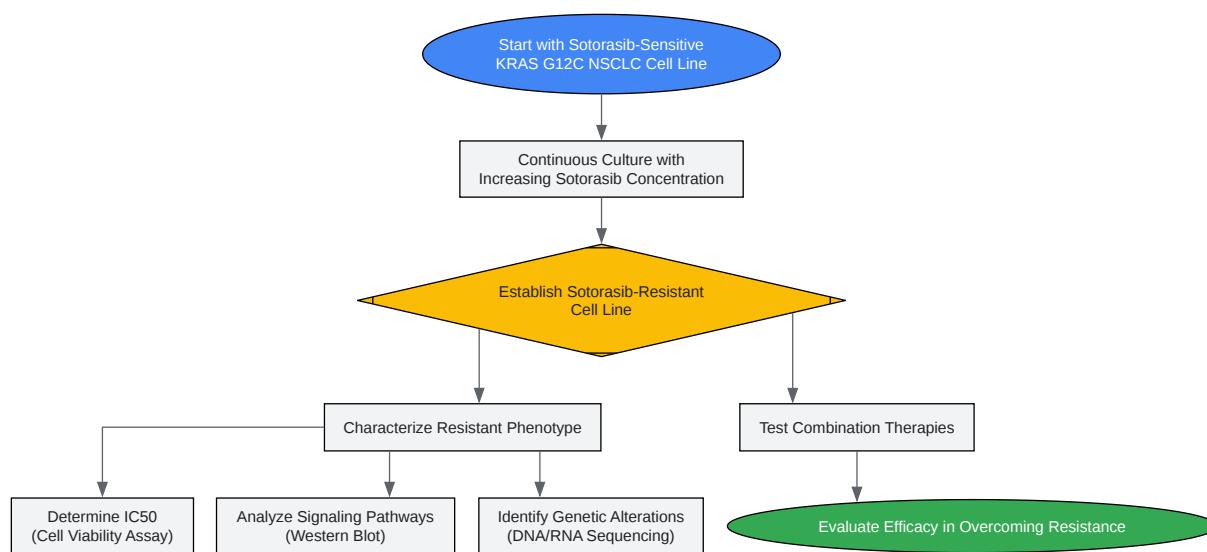 Start with Sotorasib-Sensitive
KRAS G12C NSCLC Cell Line
Continuous Culture with
Increasing Sotorasib Concentration
Establish Sotorasib-Resistant
Cell Line
Characterize Resistant Phenotype
Test Combination Therapies
Determine IC50
(Cell Viability Assay)
Analyze Signaling Pathways
(Western Blot)
Identify Genetic Alterations
(DNA/RNA Sequencing)
Evaluate Efficacy in Overcoming Resistance